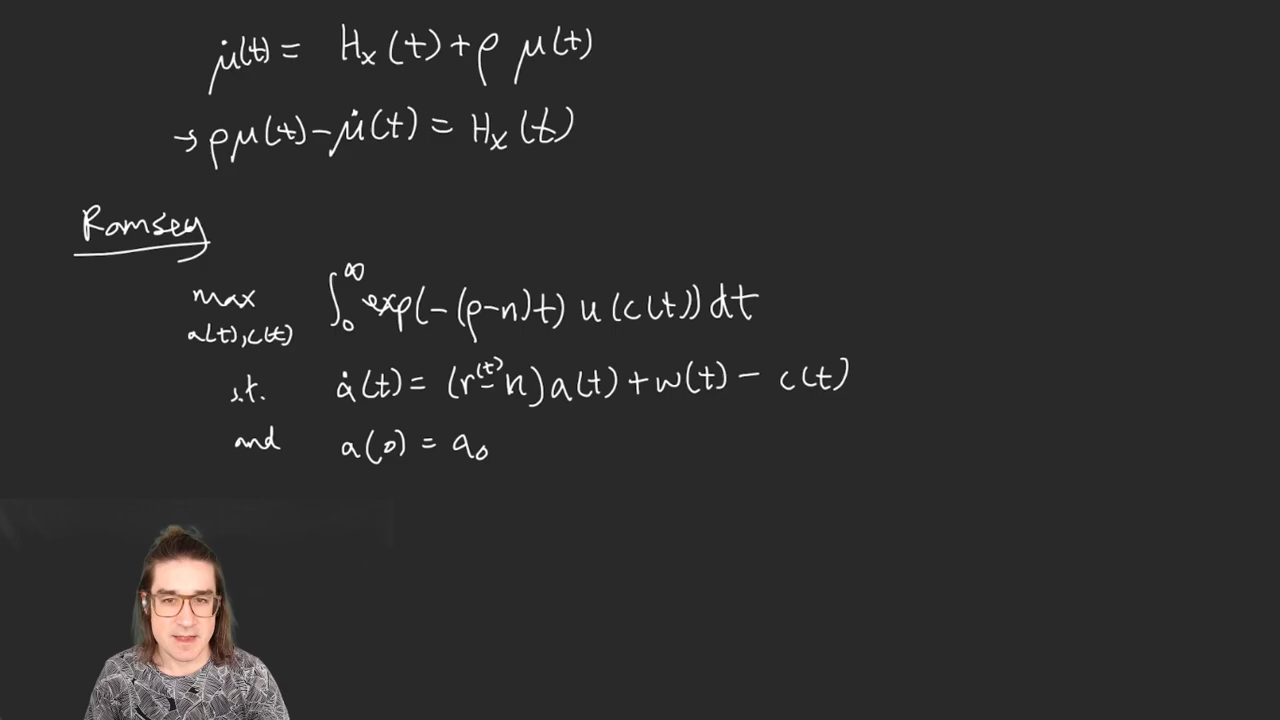 μ̇(t) = Hx(t) + ρ μ(t)
→ ρμ(t) − μ̇(t) = Hx(t)
Ramsey
max ∫₀^∞ exp(−(ρ−n)t) u(c(t)) dt
a(t), c(t)
s.t. ȧ(t) = (r(t) − n) a(t) + w(t) − c(t)
and a(0) = a₀